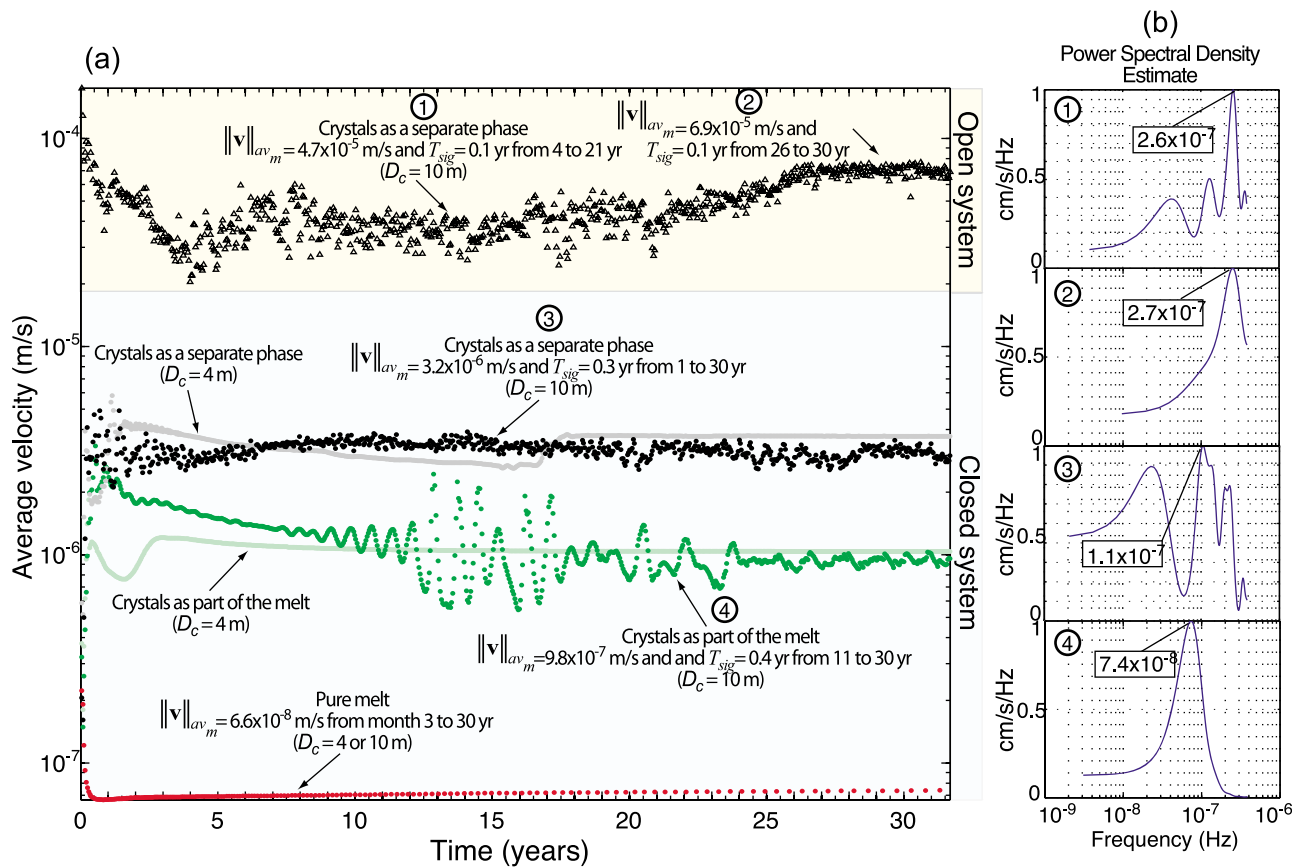 (a)
(b)
Power Spectral Density
Estimate
①
Crystals as a separate phase
‖v‖av_m = 4.7x10⁻⁵ m/s and T_sig = 0.1 yr from 4 to 21 yr
(D_c = 10 m)
②
‖v‖av_m = 6.9x10⁻⁵ m/s and
T_sig = 0.1 yr from 26 to 30 yr
Open system
③
Crystals as a separate phase
‖v‖av_m = 3.2x10⁻⁶ m/s and T_sig = 0.3 yr from 1 to 30 yr
(D_c = 10 m)
Crystals as a separate phase
(D_c = 4 m)
Crystals as part of the melt
(D_c = 4 m)
④
Crystals as part of the melt
‖v‖av_m =9.8x10⁻⁷ m/s and and T_sig = 0.4 yr from 11 to 30 yr
(D_c = 10 m)
Pure melt
‖v‖av_m = 6.6x10⁻⁸ m/s from month 3 to 30 yr
(D_c = 4 or 10 m)
Closed system
Average velocity (m/s)
10⁻⁴
10⁻⁵
10⁻⁶
10⁻⁷
0 5 10 15 20 25 30
Time (years)
①
2.6x10⁻⁷
1
0.5
0
cm/s/Hz
②
2.7x10⁻⁷
1
0.5
0
cm/s/Hz
③
1.1x10⁻⁷
1
0.5
0
cm/s/Hz
④
7.4x10⁻⁸
1
0.5
0
cm/s/Hz
10⁻⁹ 10⁻⁸ 10⁻⁷ 10⁻⁶
Frequency (Hz)